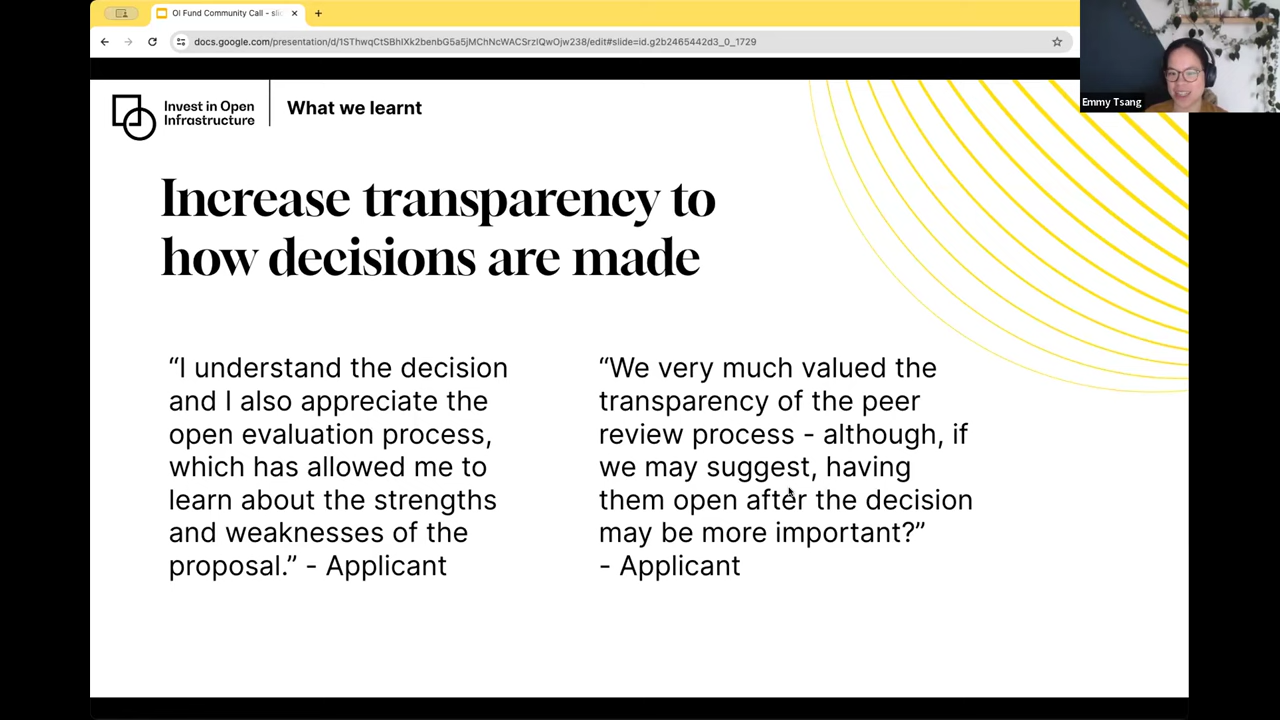 OI Fund Community Call - sli
docs.google.com/presentation/d/1SThwqCtSBhIXk2benbG5a5jMChNcWACSrzlQwOjw238/edit#slide=id.g2b2465442d3_0_1729
Emmy Tsang
Invest in Open
Infrastructure
What we learnt
Increase transparency to
how decisions are made
“I understand the decision
and I also appreciate the
open evaluation process,
which has allowed me to
learn about the strengths
and weaknesses of the
proposal.” - Applicant
“We very much valued the
transparency of the peer
review process - although, if
we may suggest, having
them open after the decision
may be more important?”
- Applicant